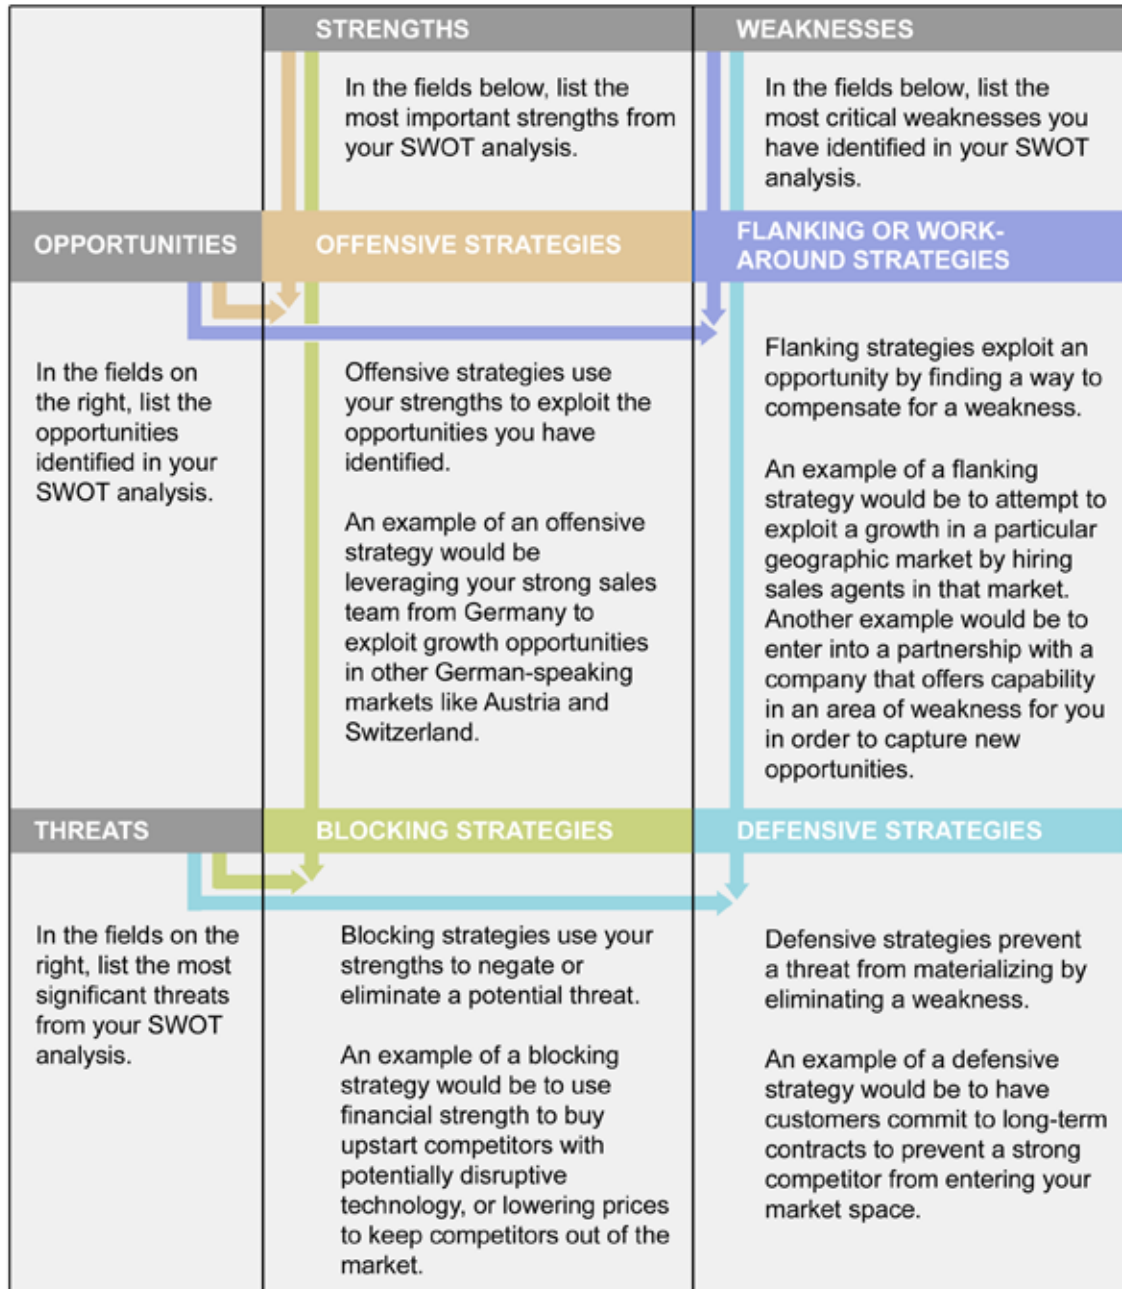 STRENGTHS
In the fields below, list the
most important strengths from
your SWOT analysis.
WEAKNESSES
In the fields below, list the
most critical weaknesses you
have identified in your SWOT
analysis.
OPPORTUNITIES
In the fields on
the right, list the
opportunities
identified in your
SWOT analysis.
OFFENSIVE STRATEGIES
Offensive strategies use
your strengths to exploit the
opportunities you have
identified.
An example of an offensive
strategy would be
leveraging your strong sales
team from Germany to
exploit growth opportunities
in other German-speaking
markets like Austria and
Switzerland.
FLANKING OR WORK-
AROUND STRATEGIES
Flanking strategies exploit an
opportunity by finding a way to
compensate for a weakness.
An example of a flanking
strategy would be to attempt to
exploit a growth in a particular
geographic market by hiring
sales agents in that market.
Another example would be to
enter into a partnership with a
company that offers capability
in an area of weakness for you
in order to capture new
opportunities.
THREATS
In the fields on the
right, list the most
significant threats
from your SWOT
analysis.
BLOCKING STRATEGIES
Blocking strategies use your
strengths to negate or
eliminate a potential threat.
An example of a blocking
strategy would be to use
financial strength to buy
upstart competitors with
potentially disruptive
technology, or lowering prices
to keep competitors out of the
market.
DEFENSIVE STRATEGIES
Defensive strategies prevent
a threat from materializing by
eliminating a weakness.
An example of a defensive
strategy would be to have
customers commit to long-term
contracts to prevent a strong
competitor from entering your
market space.